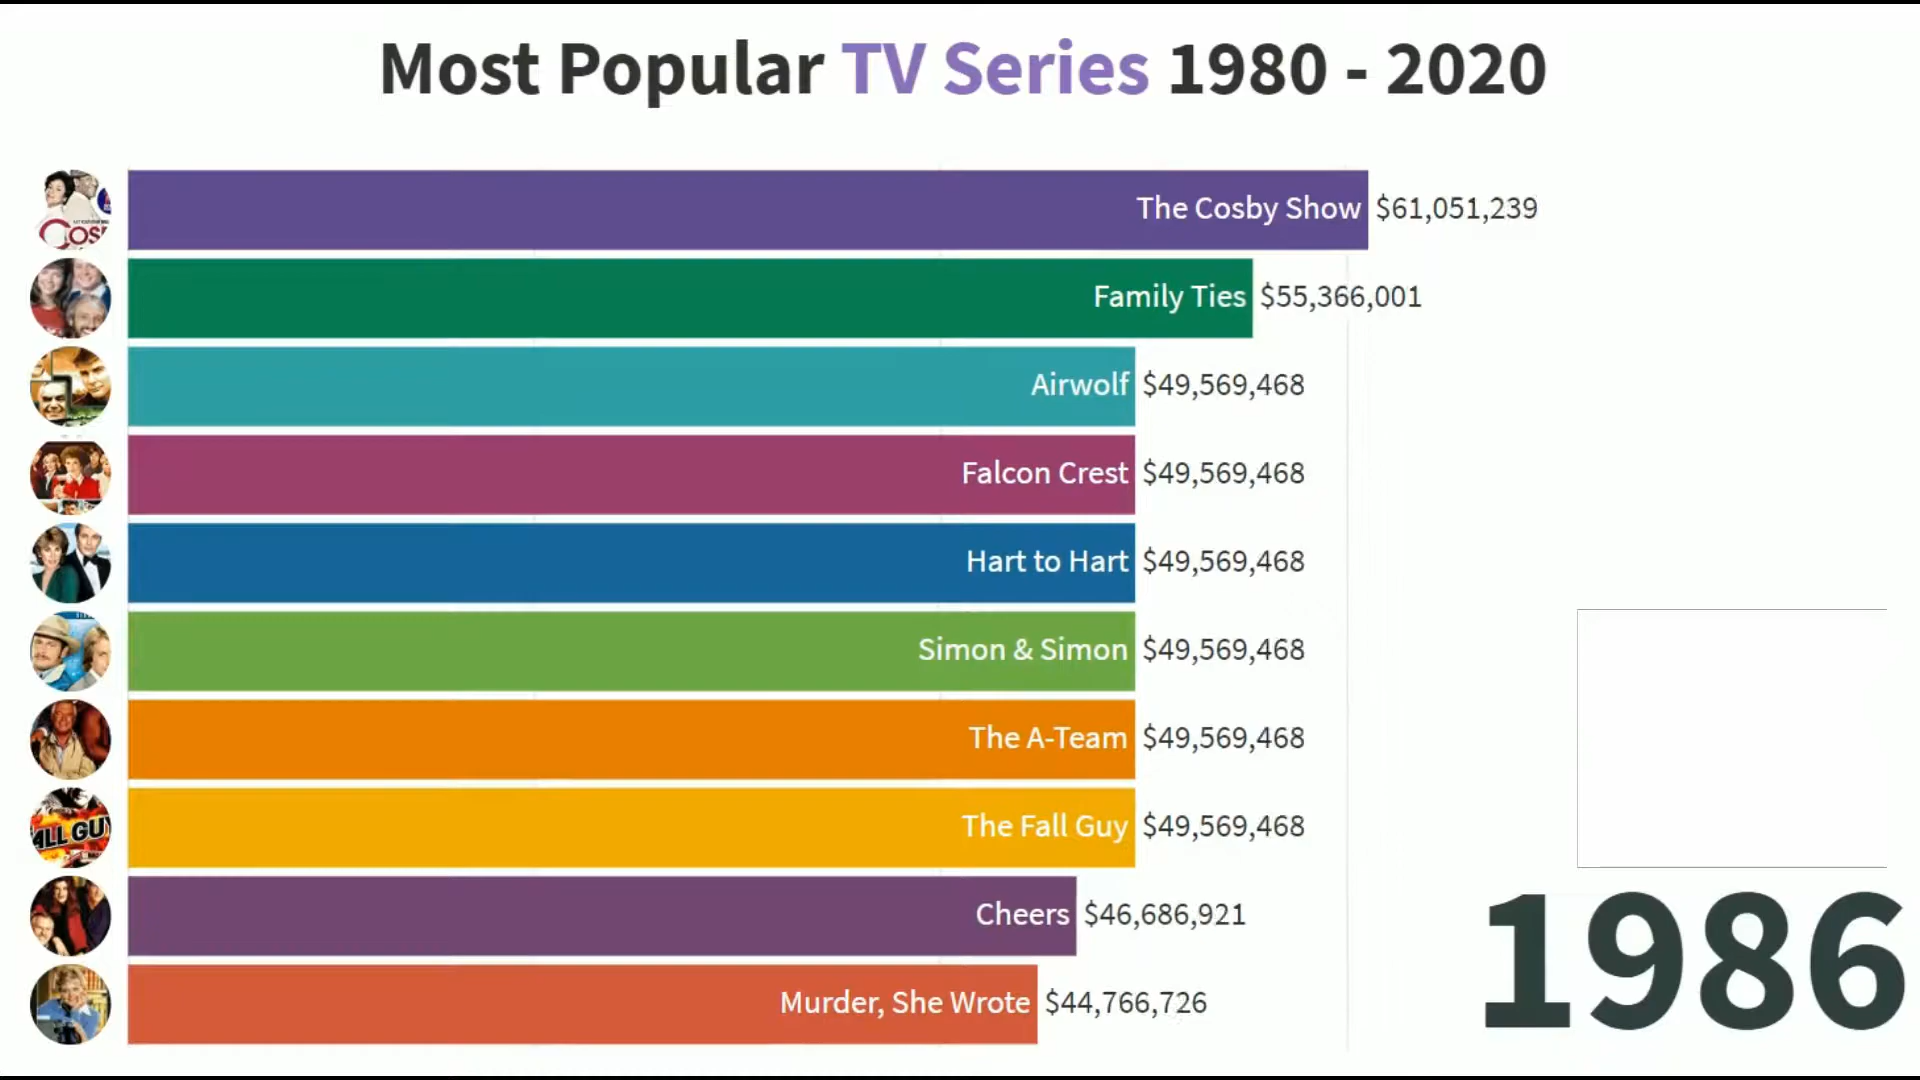 Most Popular TV Series 1980 - 2020
The Cosby Show $61,051,239
Family Ties $55,366,001
Airwolf $49,569,468
Falcon Crest $49,569,468
Hart to Hart $49,569,468
Simon & Simon $49,569,468
The A-Team $49,569,468
ALL GUY
The Fall Guy $49,569,468
Cheers $46,686,921
Murder, She Wrote $44,766,726
1986